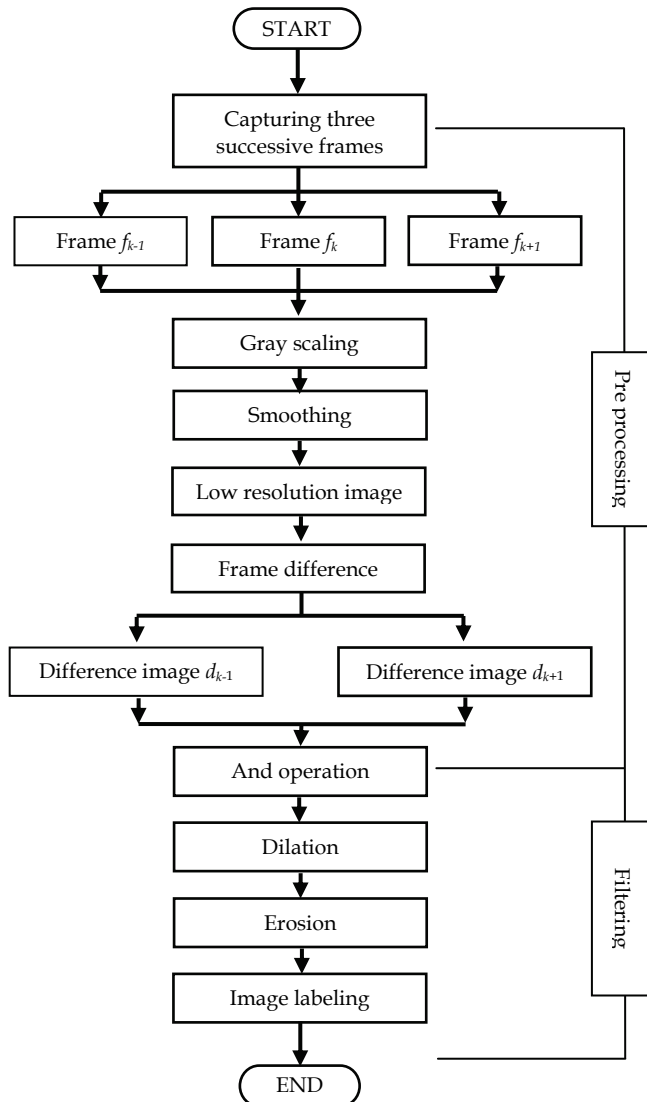 START
Capturing three
successive frames
Frame fk-1
Frame fk
Frame fk+1
Gray scaling
Smoothing
Low resolution image
Frame difference
Difference image dk-1
Difference image dk+1
And operation
Dilation
Erosion
Image labeling
END
Pre processing
Filtering